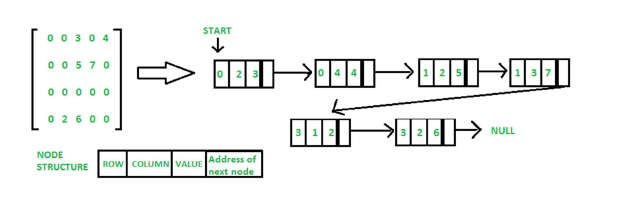 START
0 0 3 0 4
0 0 5 7 0
0 0 0 0 0
0 2 6 0 0
0 2 3
0 4 4
1 2 5
1 3 7
3 1 2
3 2 6
NULL
NODE
STRUCTURE
ROW COLUMN VALUE Address of
next node